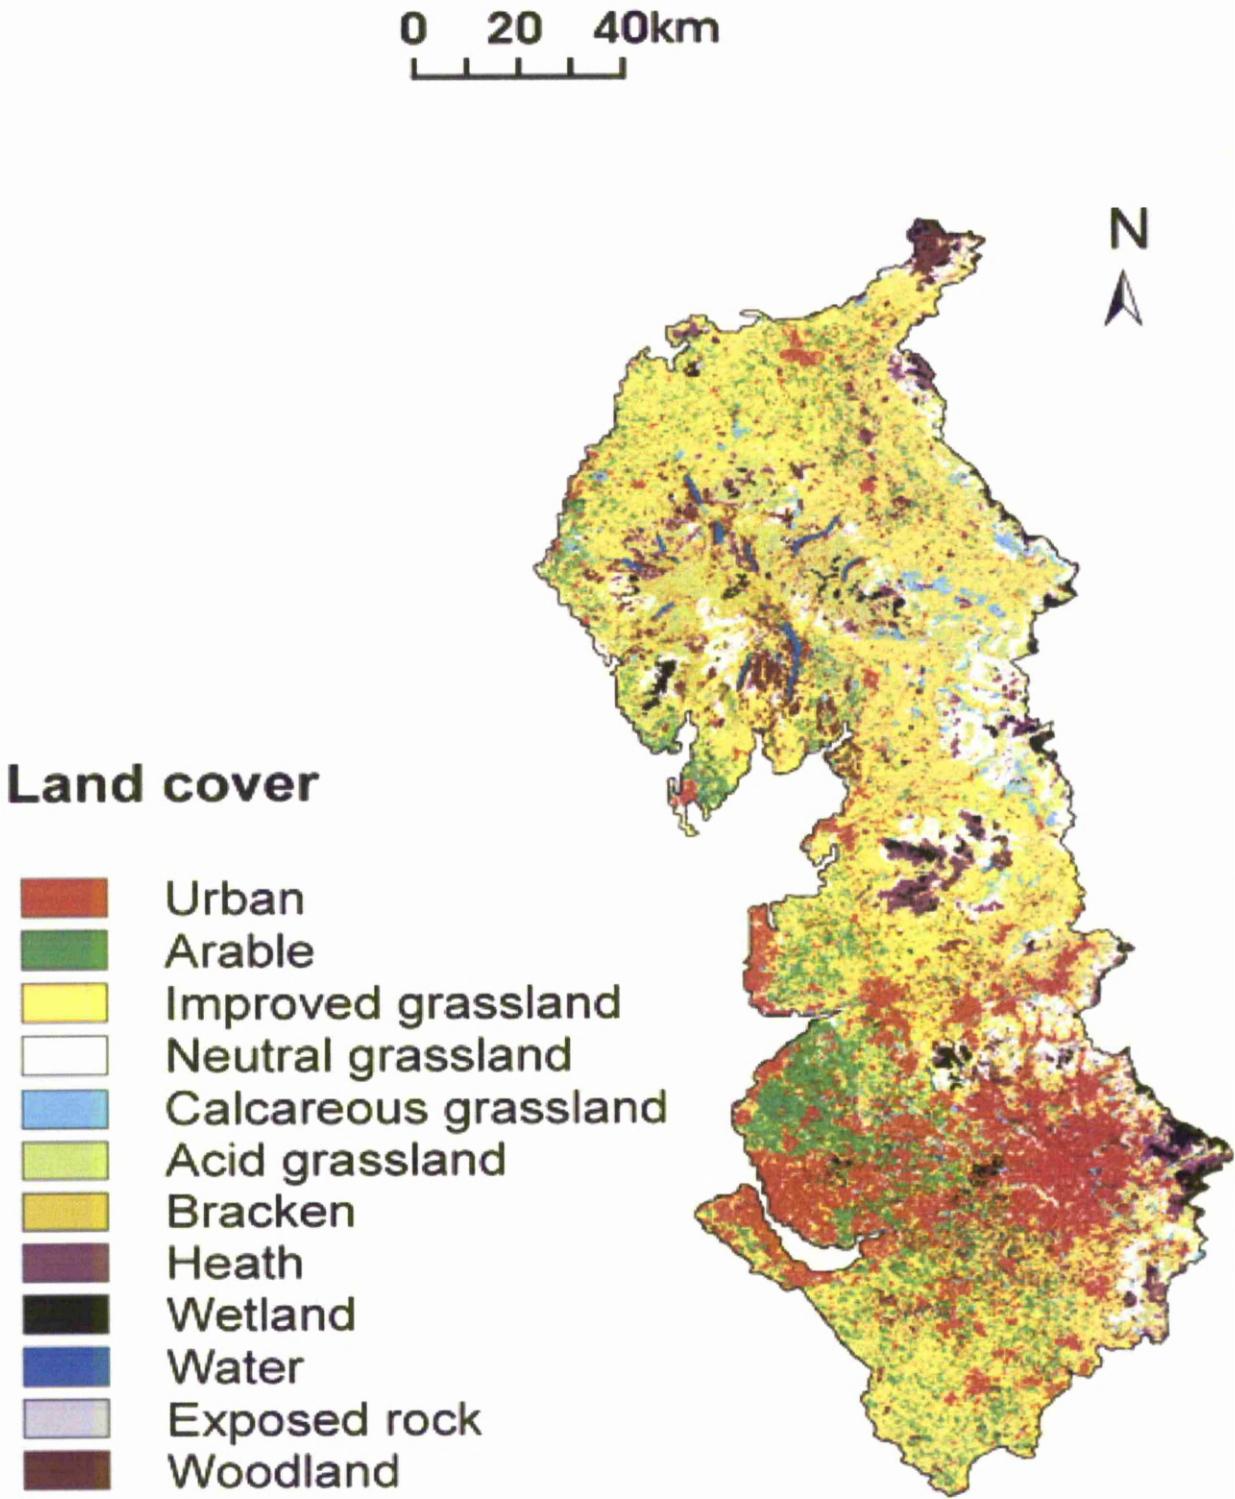 0 20 40km
N
Land cover
Urban
Arable
Improved grassland
Neutral grassland
Calcareous grassland
Acid grassland
Bracken
Heath
Wetland
Water
Exposed rock
Woodland